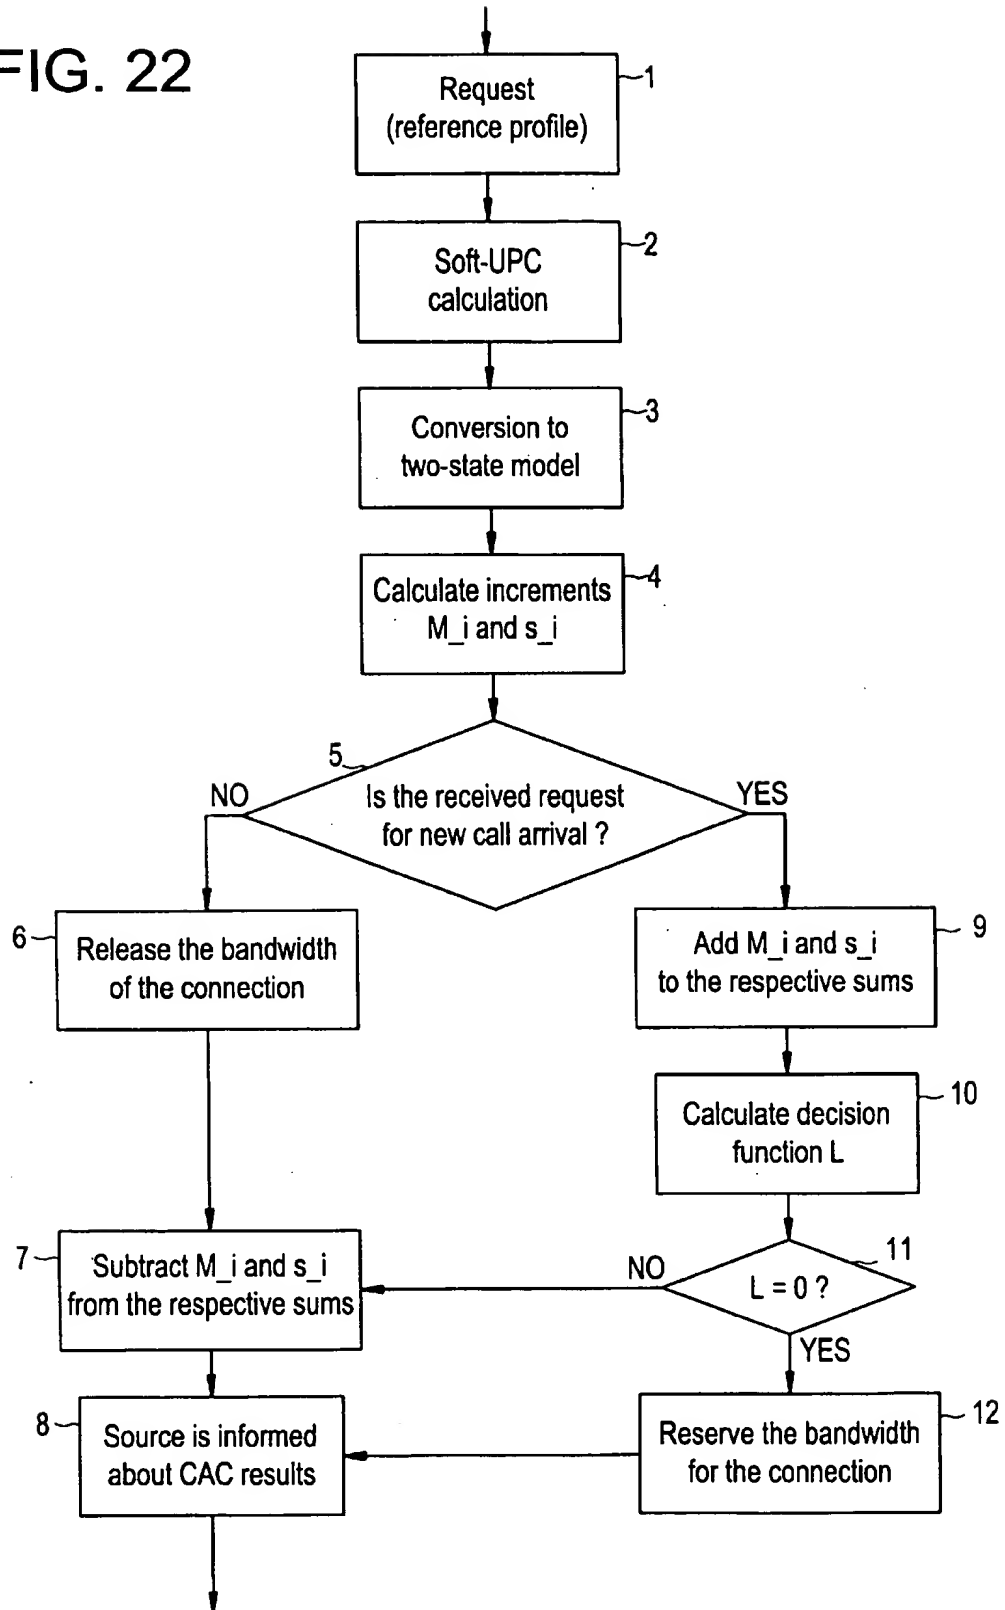 FIG. 22
Request
(reference profile)
1
Soft-UPC
calculation
2
Conversion to
two-state model
3
Calculate increments
M_i and s_i
4
5
NO
Is the received request
for new call arrival ?
YES
6
Release the bandwidth
of the connection
Add M_i and s_i
to the respective sums
9
Calculate decision
function L
10
7
Subtract M_i and s_i
from the respective sums
NO
L = 0 ?
11
YES
8
Source is informed
about CAC results
Reserve the bandwidth
for the connection
12